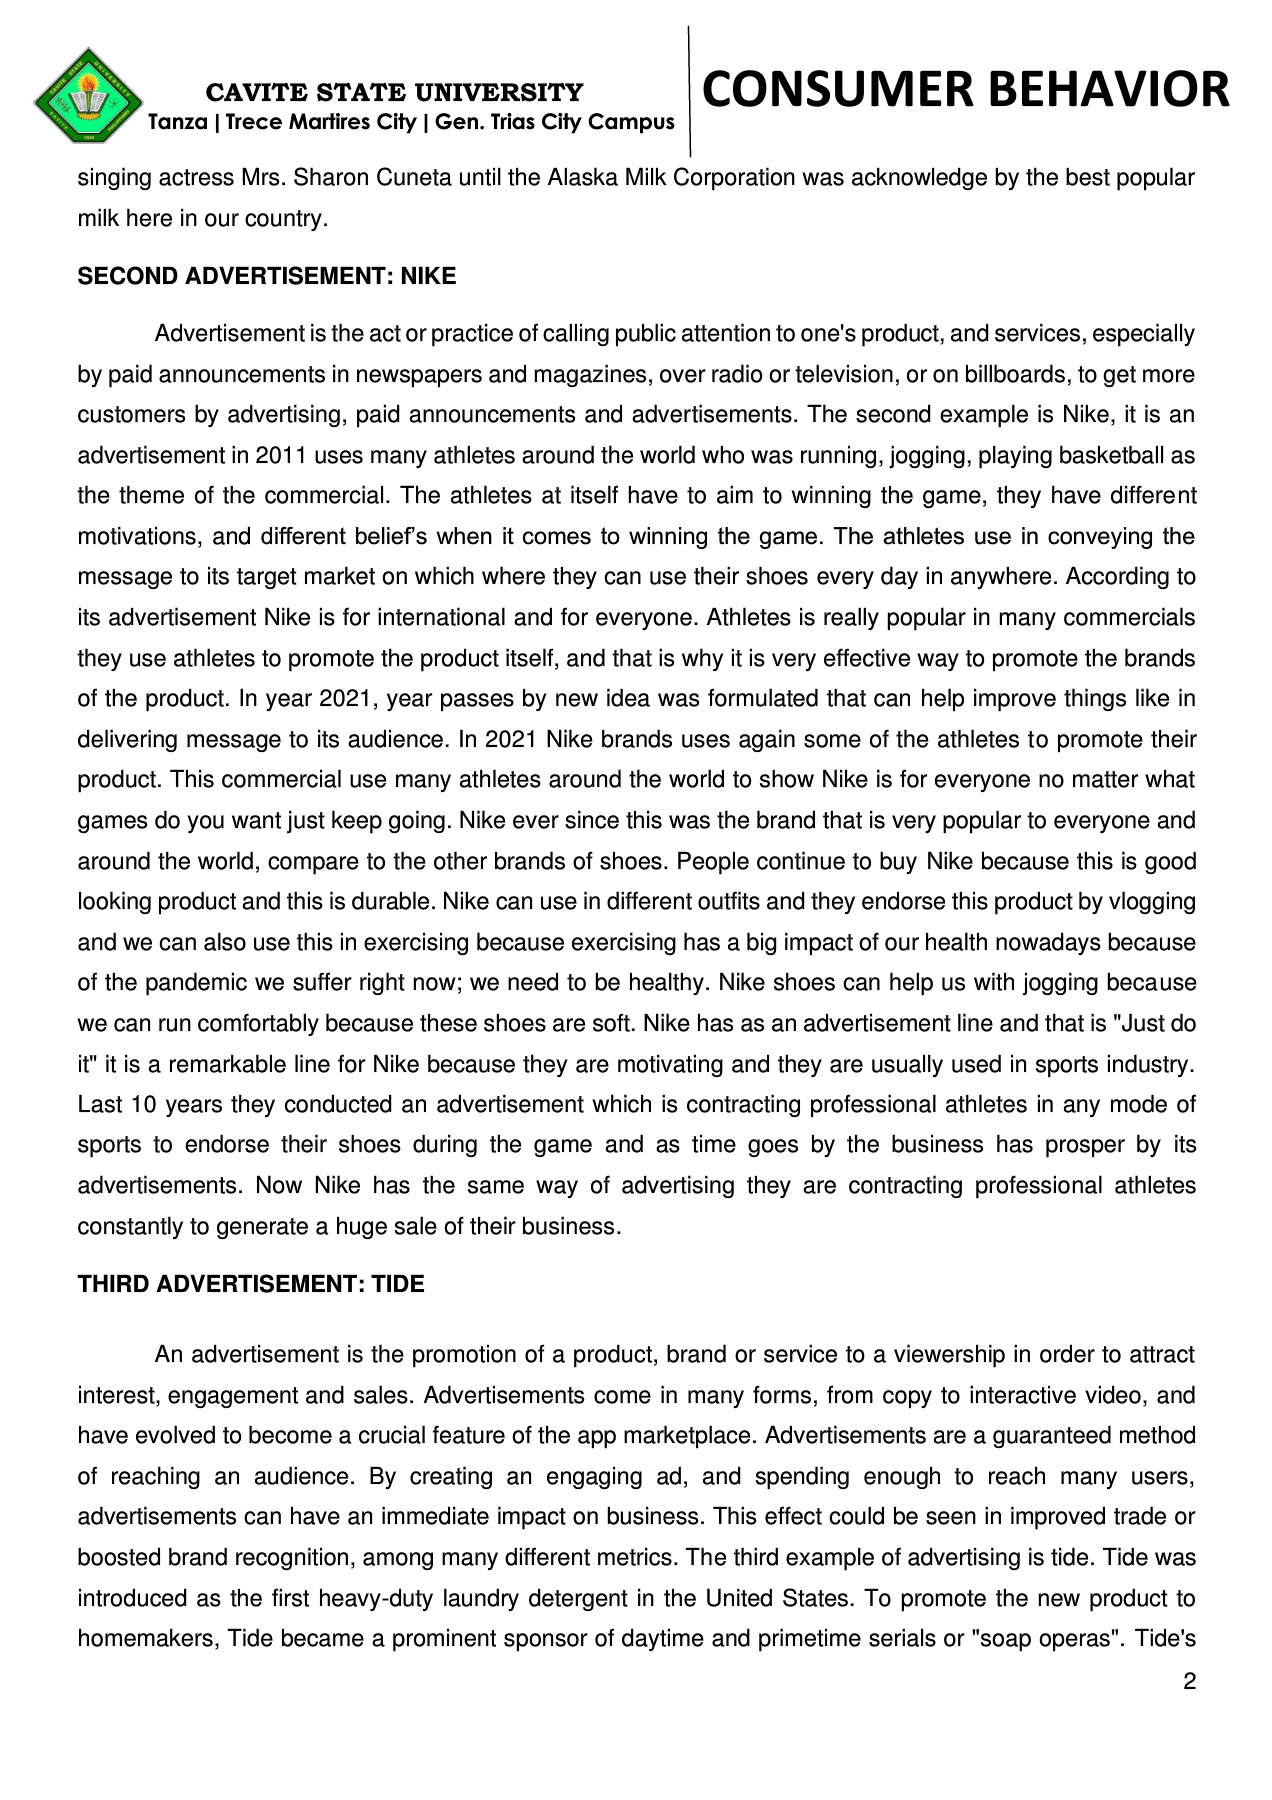 CAVITE STATE UNIVERSITY
Tanza | Trece Martires City | Gen. Trias City Campus
CONSUMER BEHAVIOR
singing actress Mrs. Sharon Cuneta until the Alaska Milk Corporation was acknowledge by the best popular
milk here in our country.
SECOND ADVERTISEMENT: NIKE
Advertisement is the act or practice of calling public attention to one's product, and services, especially
by paid announcements in newspapers and magazines, over radio or television, or on billboards, to get more
customers by advertising, paid announcements and advertisements. The second example is Nike, it is an
advertisement in 2011 uses many athletes around the world who was running, jogging, playing basketball as
the theme of the commercial. The athletes at itself have to aim to winning the game, they have different
motivations, and different belief’s when it comes to winning the game. The athletes use in conveying the
message to its target market on which where they can use their shoes every day in anywhere. According to
its advertisement Nike is for international and for everyone. Athletes is really popular in many commercials
they use athletes to promote the product itself, and that is why it is very effective way to promote the brands
of the product. In year 2021, year passes by new idea was formulated that can help improve things like in
delivering message to its audience. In 2021 Nike brands uses again some of the athletes to promote their
product. This commercial use many athletes around the world to show Nike is for everyone no matter what
games do you want just keep going. Nike ever since this was the brand that is very popular to everyone and
around the world, compare to the other brands of shoes. People continue to buy Nike because this is good
looking product and this is durable. Nike can use in different outfits and they endorse this product by vlogging
and we can also use this in exercising because exercising has a big impact of our health nowadays because
of the pandemic we suffer right now; we need to be healthy. Nike shoes can help us with jogging because
we can run comfortably because these shoes are soft. Nike has as an advertisement line and that is "Just do
it" it is a remarkable line for Nike because they are motivating and they are usually used in sports industry.
Last 10 years they conducted an advertisement which is contracting professional athletes in any mode of
sports to endorse their shoes during the game and as time goes by the business has prosper by its
advertisements. Now Nike has the same way of advertising they are contracting professional athletes
constantly to generate a huge sale of their business.
THIRD ADVERTISEMENT: TIDE
An advertisement is the promotion of a product, brand or service to a viewership in order to attract
interest, engagement and sales. Advertisements come in many forms, from copy to interactive video, and
have evolved to become a crucial feature of the app marketplace. Advertisements are a guaranteed method
of reaching an audience. By creating an engaging ad, and spending enough to reach many users,
advertisements can have an immediate impact on business. This effect could be seen in improved trade or
boosted brand recognition, among many different metrics. The third example of advertising is tide. Tide was
introduced as the first heavy-duty laundry detergent in the United States. To promote the new product to
homemakers, Tide became a prominent sponsor of daytime and primetime serials or "soap operas". Tide's
2